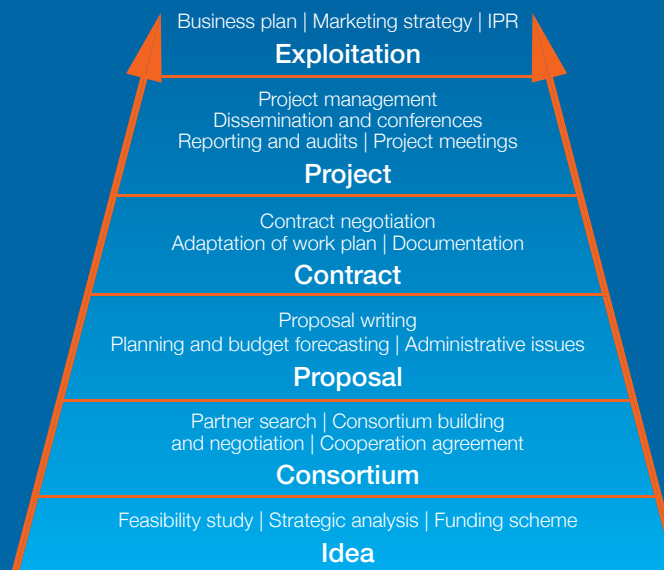 Business plan | Marketing strategy | IPR
Exploitation
Project management
Dissemination and conferences
Reporting and audits | Project meetings
Project
Contract negotiation
Adaptation of work plan | Documentation
Contract
Proposal writing
Planning and budget forecasting | Administrative issues
Proposal
Partner search | Consortium building
and negotiation | Cooperation agreement
Consortium
Feasibility study | Strategic analysis | Funding scheme
Idea